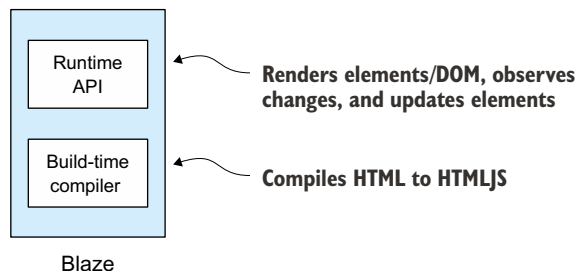 Runtime
API
Renders elements/DOM, observes
changes, and updates elements
Build-time
compiler
Compiles HTML to HTMLJS
Blaze